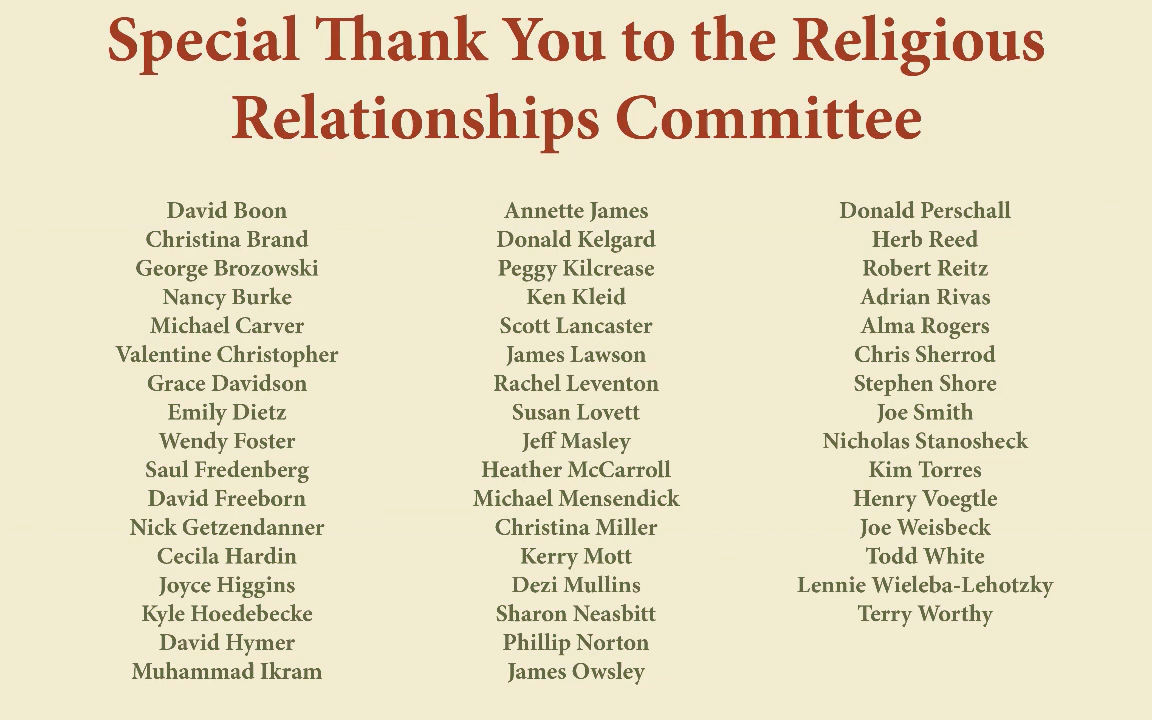 Special Thank You to the Religious
Relationships Committee
David Boon
Christina Brand
George Brozowski
Nancy Burke
Michael Carver
Valentine Christopher
Grace Davidson
Emily Dietz
Wendy Foster
Saul Fredenberg
David Freeborn
Nick Getzendanner
Cecila Hardin
Joyce Higgins
Kyle Hoedebecke
David Hymer
Muhammad Ikram
Annette James
Donald Kelgard
Peggy Kilcrease
Ken Kleid
Scott Lancaster
James Lawson
Rachel Leventon
Susan Lovett
Jeff Masley
Heather McCarroll
Michael Mensendick
Christina Miller
Kerry Mott
Dezi Mullins
Sharon Neasbitt
Phillip Norton
James Owsley
Donald Perschall
Herb Reed
Robert Reitz
Adrian Rivas
Alma Rogers
Chris Sherrod
Stephen Shore
Joe Smith
Nicholas Stanosheck
Kim Torres
Henry Voegtle
Joe Weisbeck
Todd White
Lennie Wieleba-Lehotzky
Terry Worthy